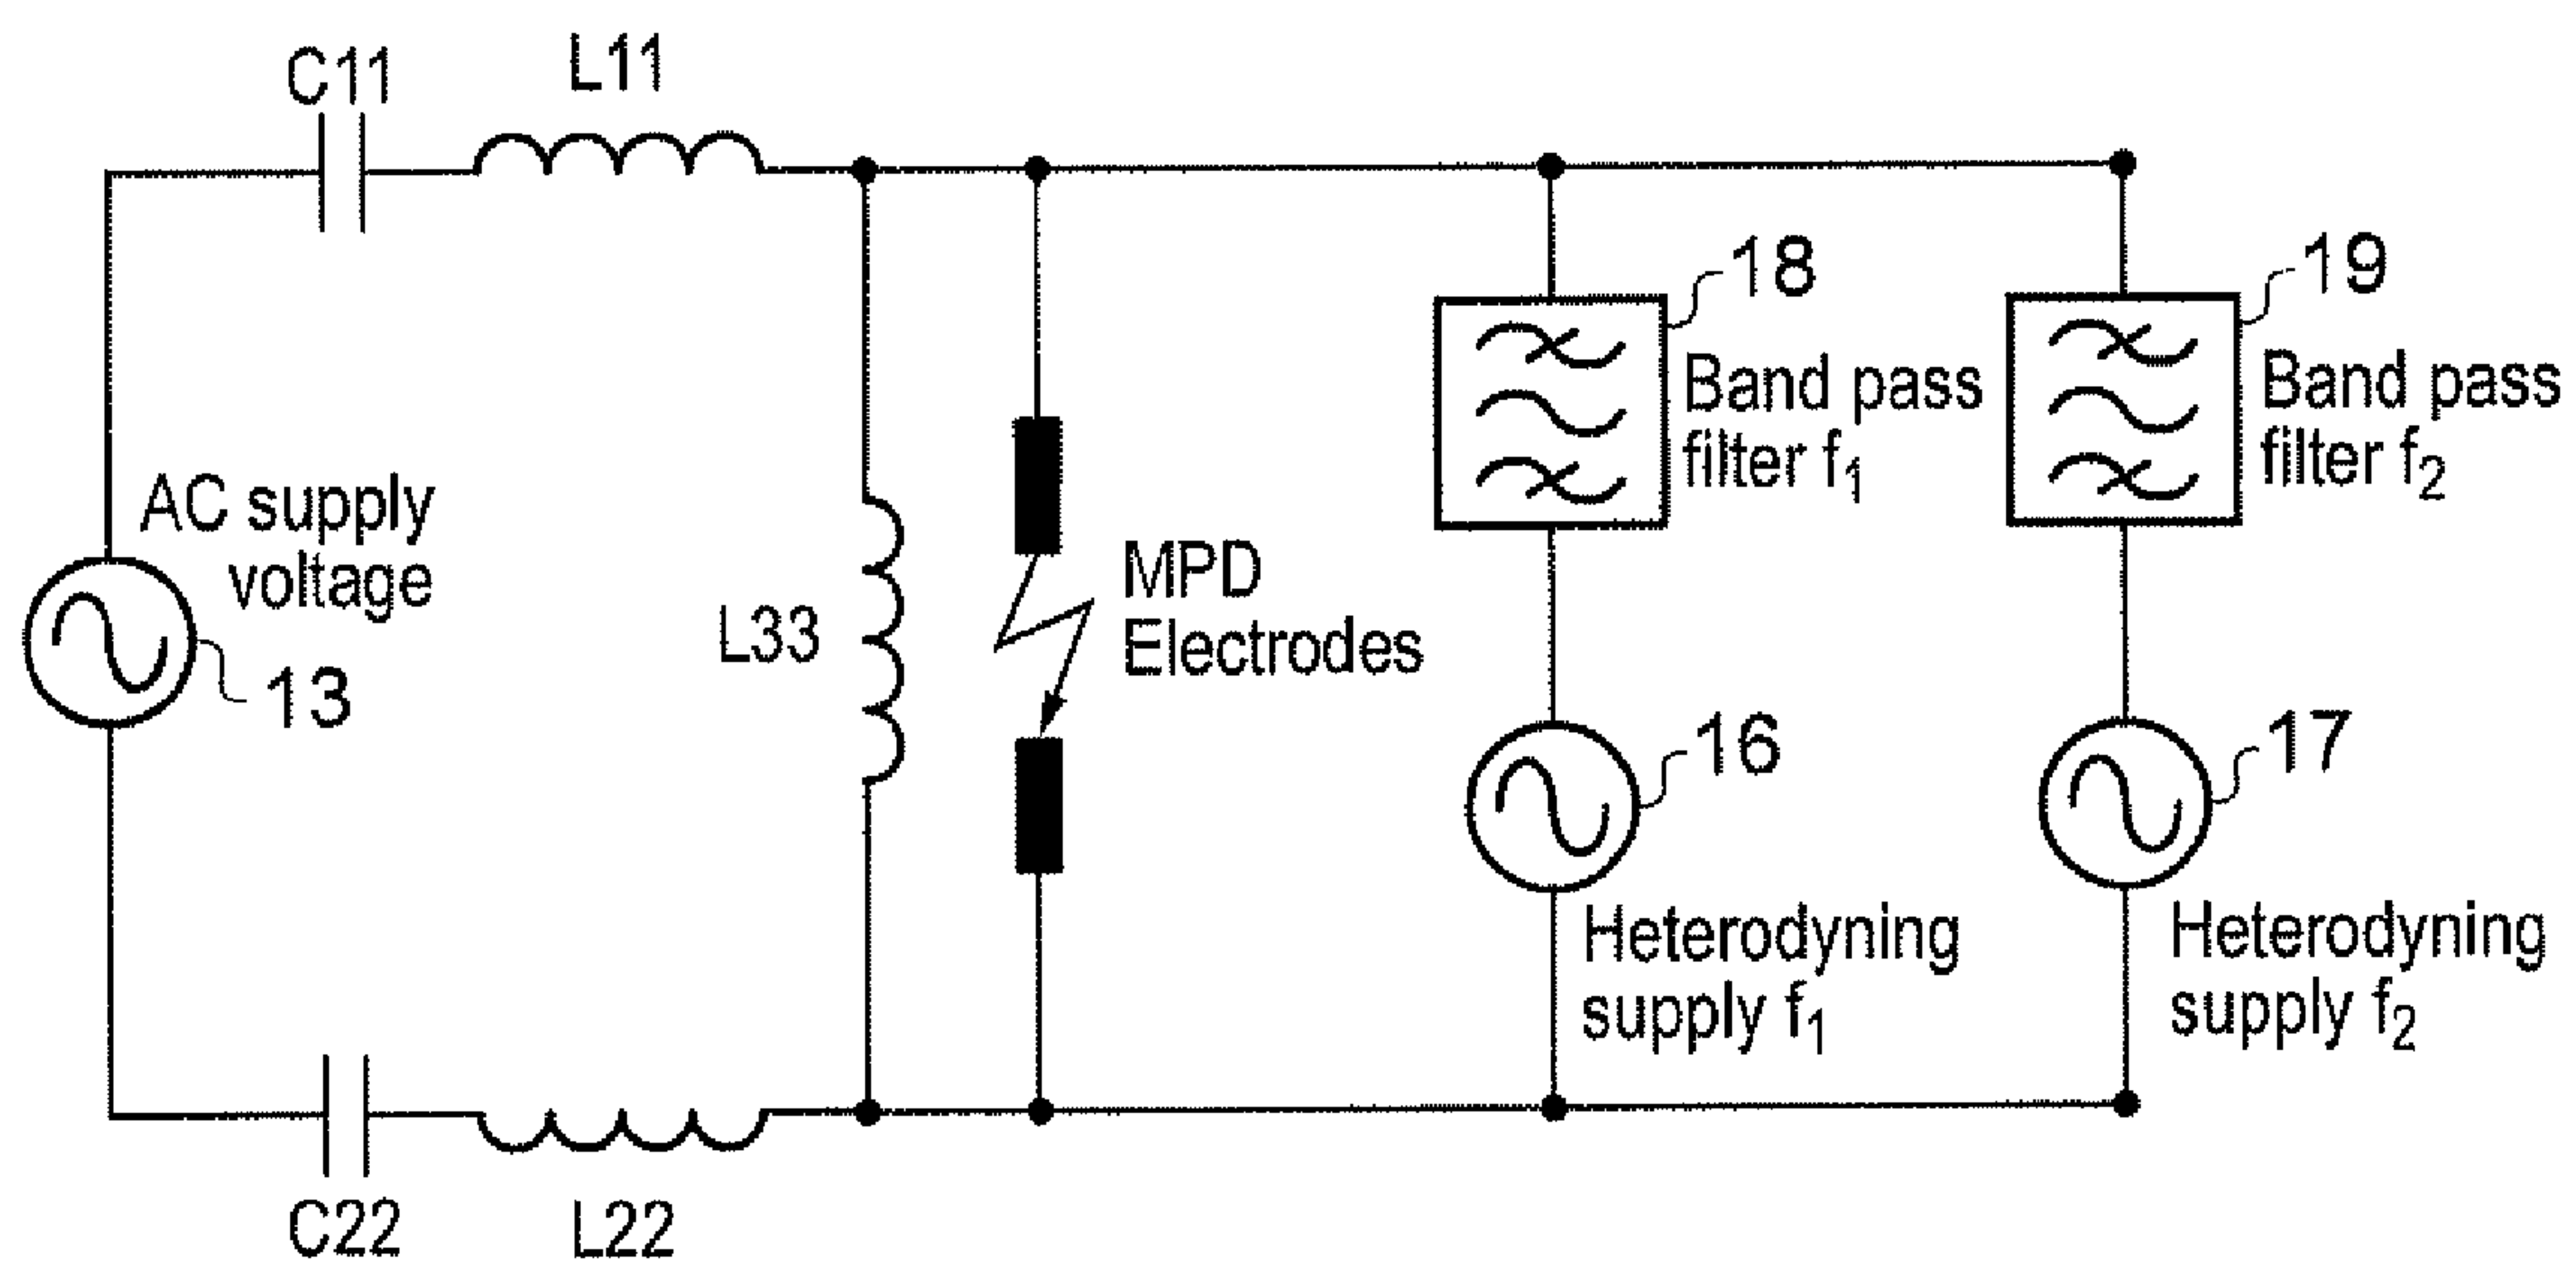 C11
L11
18
19
Band pass
filter f₁
Band pass
filter f₂
AC supply
voltage
13
L33
MPD
Electrodes
16
17
Heterodyning
supply f₁
Heterodyning
supply f₂
C22
L22